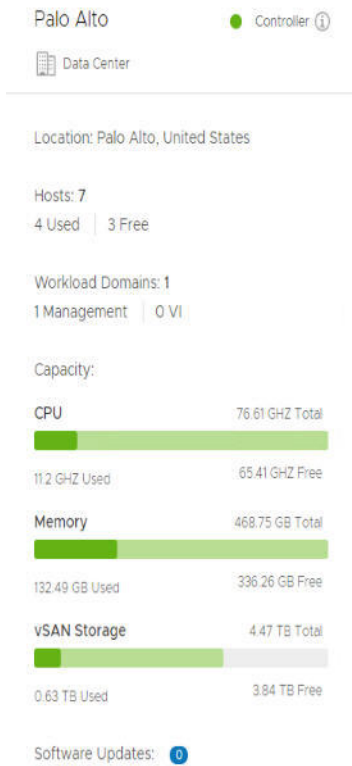 Palo Alto
Controller
Data Center
Location: Palo Alto, United States
Hosts: 7
4 Used 3 Free
Workload Domains: 1
1 Management 0 VI
Capacity:
CPU 76.61 GHZ Total
11.2 GHZ Used 65.41 GHZ Free
Memory 468.75 GB Total
132.49 GB Used 336.26 GB Free
vSAN Storage 4.47 TB Total
0.63 TB Used 3.84 TB Free
Software Updates: 0